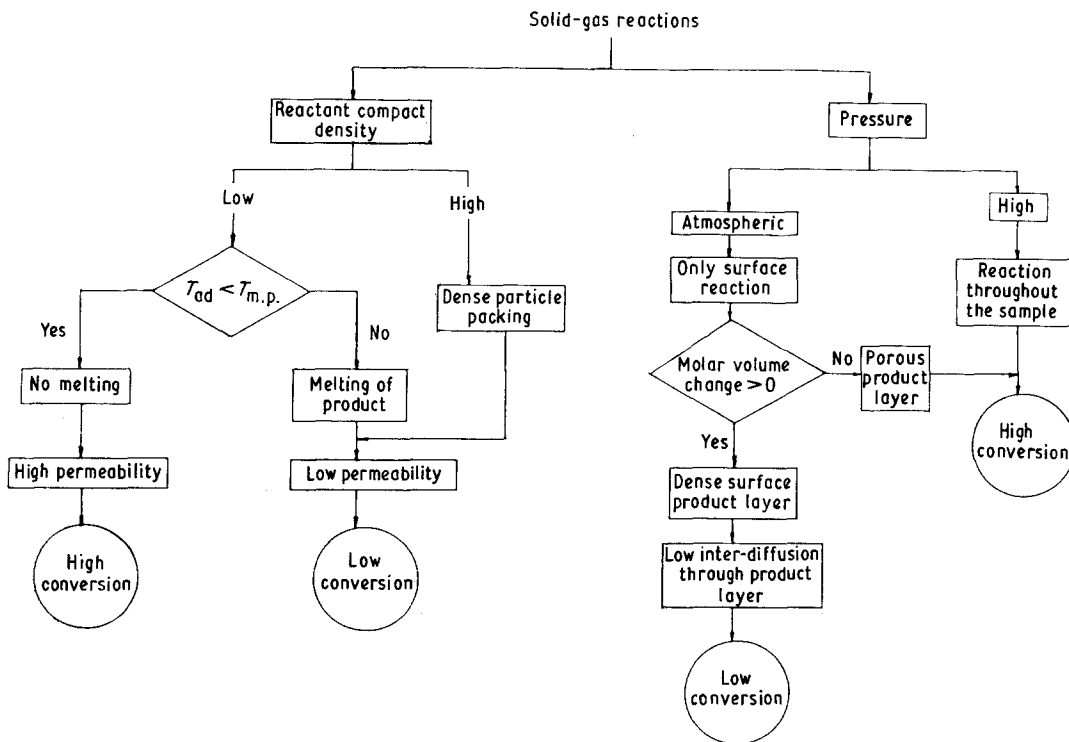 Solid-gas reactions
Reactant compact
density
Pressure
Low
High
Atmospheric
High
Only surface
reaction
Reaction
throughout
the sample
T_ad < T_m.p.
Dense particle
packing
Yes
No
Molar volume
change > 0
No
Porous
product
layer
No melting
Melting of
product
High
conversion
Yes
High permeability
Low permeability
Dense surface
product layer
High
conversion
Low
conversion
Low inter-diffusion
through product
layer
Low
conversion